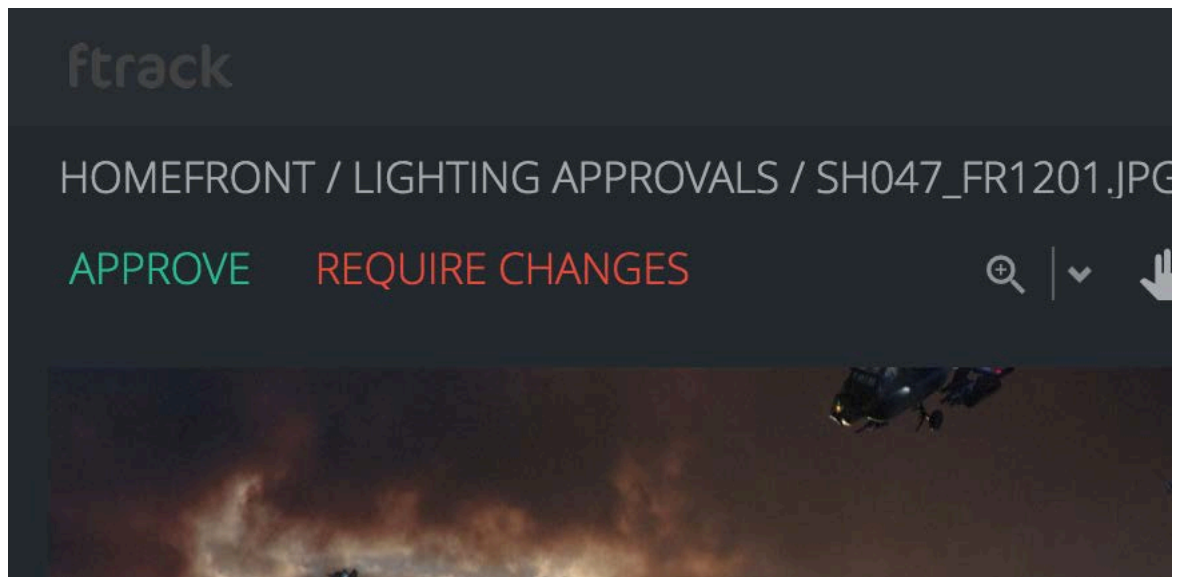 ftrack
HOMEFRONT / LIGHTING APPROVALS / SH047_FR1201.JPG
APPROVE REQUIRE CHANGES